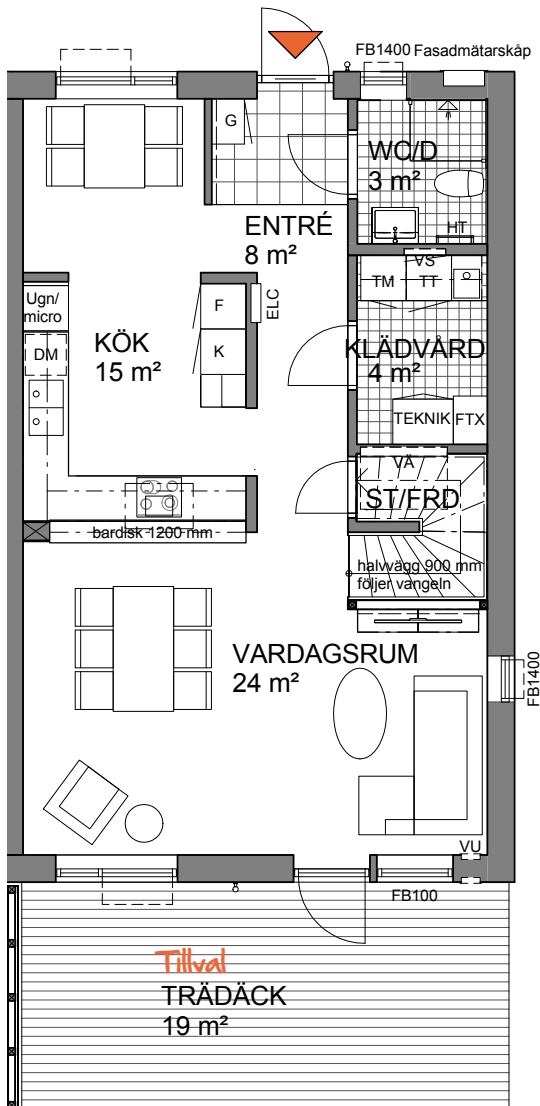 FB1400 Fasadmätarskåp
G
WC/D
3 m²
ENTRÉ
8 m²
HT
VS
TM
TT
Ugn/
micro
F
ELC
KÖK
15 m²
DM
K
KLÄDVÅRD
4 m²
TEKNIK
FTX
VÄ
ST/FRD
bardisk 1200 mm
halvvägg 900 mm
följer vangeln
VARDAGSRUM
24 m²
FB1400
VU
FB100
Tillval
TRÄDÄCK
19 m²